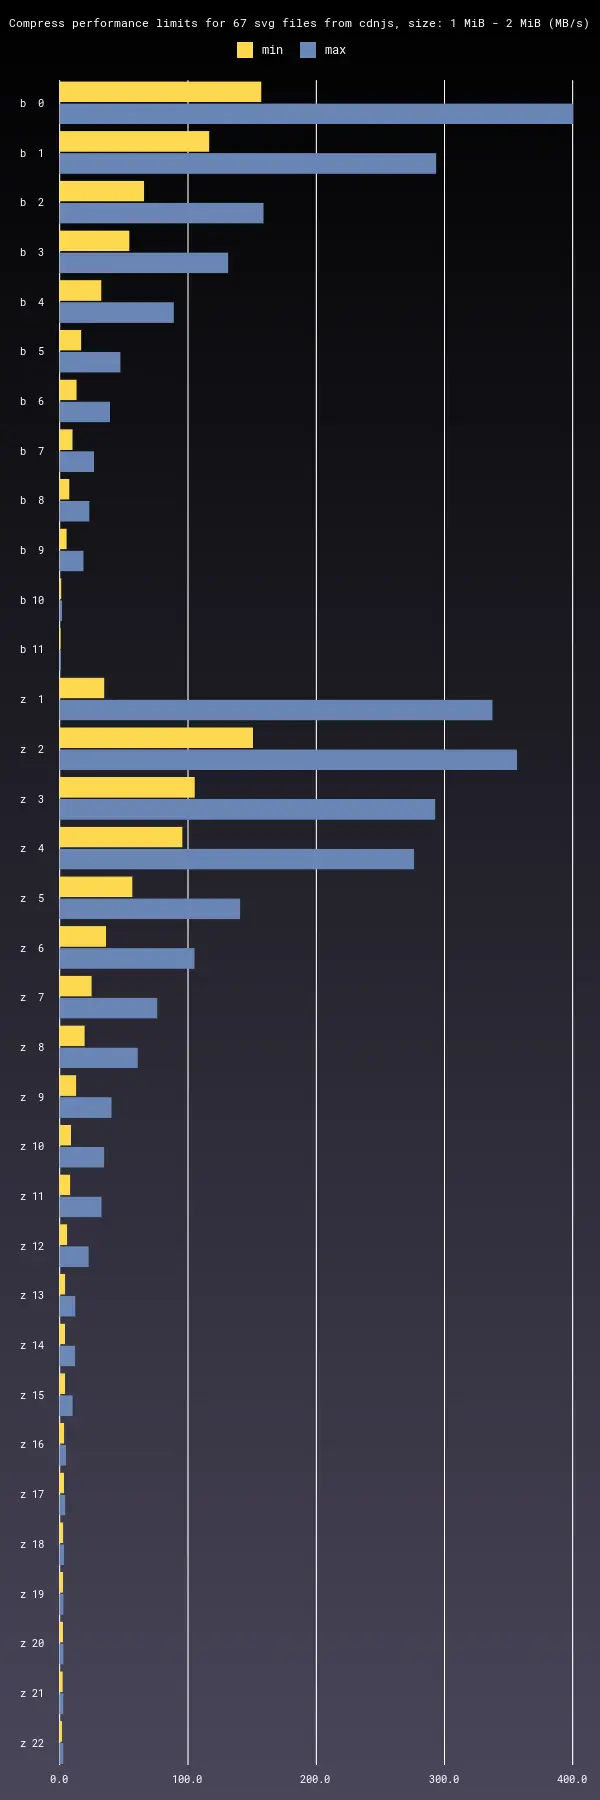 Compress performance limits for 67 svg files from cdnjs, size: 1 MiB - 2 MiB (MB/s)
min max
b 0
b 1
b 2
b 3
b 4
b 5
b 6
b 7
b 8
b 9
b 10
b 11
z 1
z 2
z 3
z 4
z 5
z 6
z 7
z 8
z 9
z 10
z 11
z 12
z 13
z 14
z 15
z 16
z 17
z 18
z 19
z 20
z 21
z 22
0.0 100.0 200.0 300.0 400.0